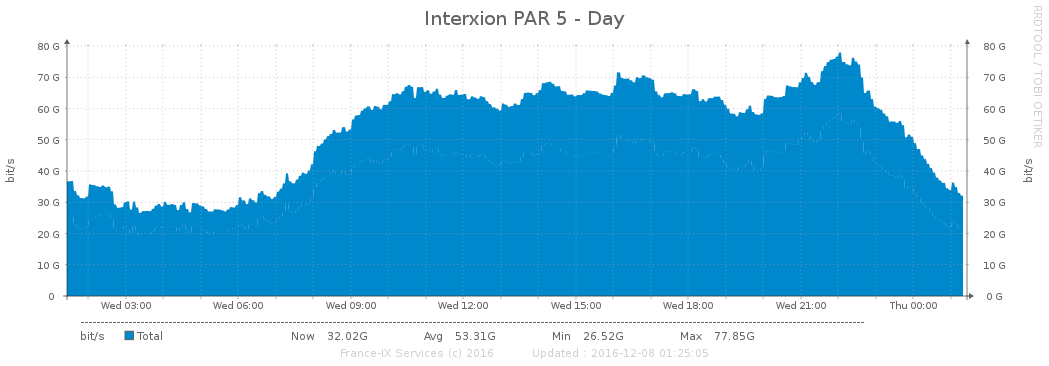 Interxion PAR 5 - Day
RRDTOOL / TOBI OETIKER
bit/s
80 G 80 G
70 G 70 G
60 G 60 G
50 G 50 G
40 G 40 G
30 G 30 G
20 G 20 G
10 G 10 G
0 0 G
bit/s
Wed 03:00 Wed 06:00 Wed 09:00 Wed 12:00 Wed 15:00 Wed 18:00 Wed 21:00 Thu 00:00
bit/s Total Now 32.02G Avg 53.31G Min 26.52G Max 77.85G
France-IX Services (c) 2016 Updated : 2016-12-08 01:25:05